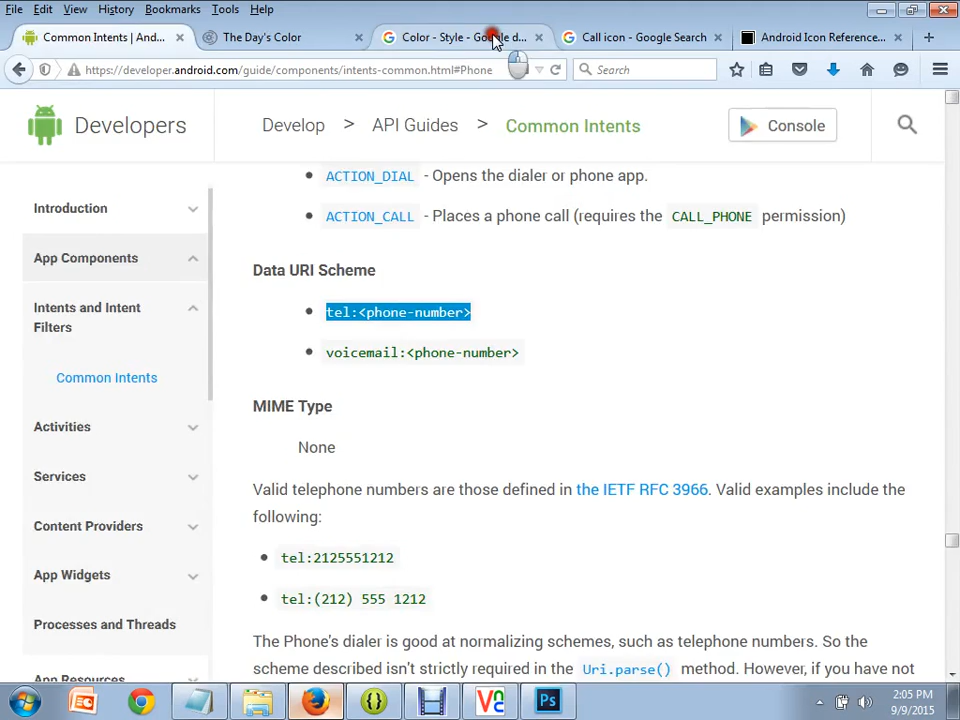 File Edit View History Bookmarks Tools Help
Common Intents | And... The Day's Color Color - Style - Google d... Call icon - Google Search Android Icon Reference...
https://developer.android.com/guide/components/intents-common.html#Phone Search
Developers Develop > API Guides > Common Intents Console
ACTION_DIAL - Opens the dialer or phone app.
Introduction
ACTION_CALL - Places a phone call (requires the CALL_PHONE permission)
App Components
Data URI Scheme
Intents and Intent
Filters
tel:<phone-number>
voicemail:<phone-number>
Common Intents
MIME Type
Activities
None
Services
Valid telephone numbers are those defined in the IETF RFC 3966. Valid examples include the
following:
Content Providers
tel:2125551212
App Widgets
tel:(212) 555 1212
Processes and Threads
The Phone's dialer is good at normalizing schemes, such as telephone numbers. So the
scheme described isn't strictly required in the Uri.parse() method. However, if you have not
App Resources
2:05 PM
9/9/2015